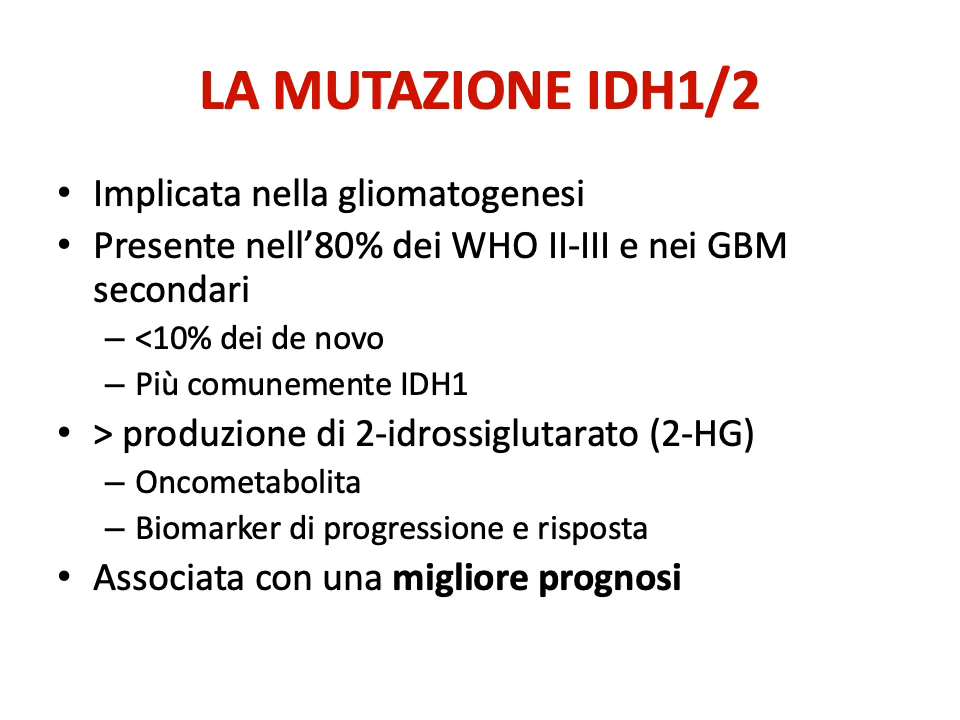 LA MUTAZIONE IDH1/2
• Implicata nella gliomatogenesi
• Presente nell’80% dei WHO II-III e nei GBM
secondari
– <10% dei de novo
– Più comunemente IDH1
• > produzione di 2-idrossiglutarato (2-HG)
– Oncometabolita
– Biomarker di progressione e risposta
• Associata con una migliore prognosi